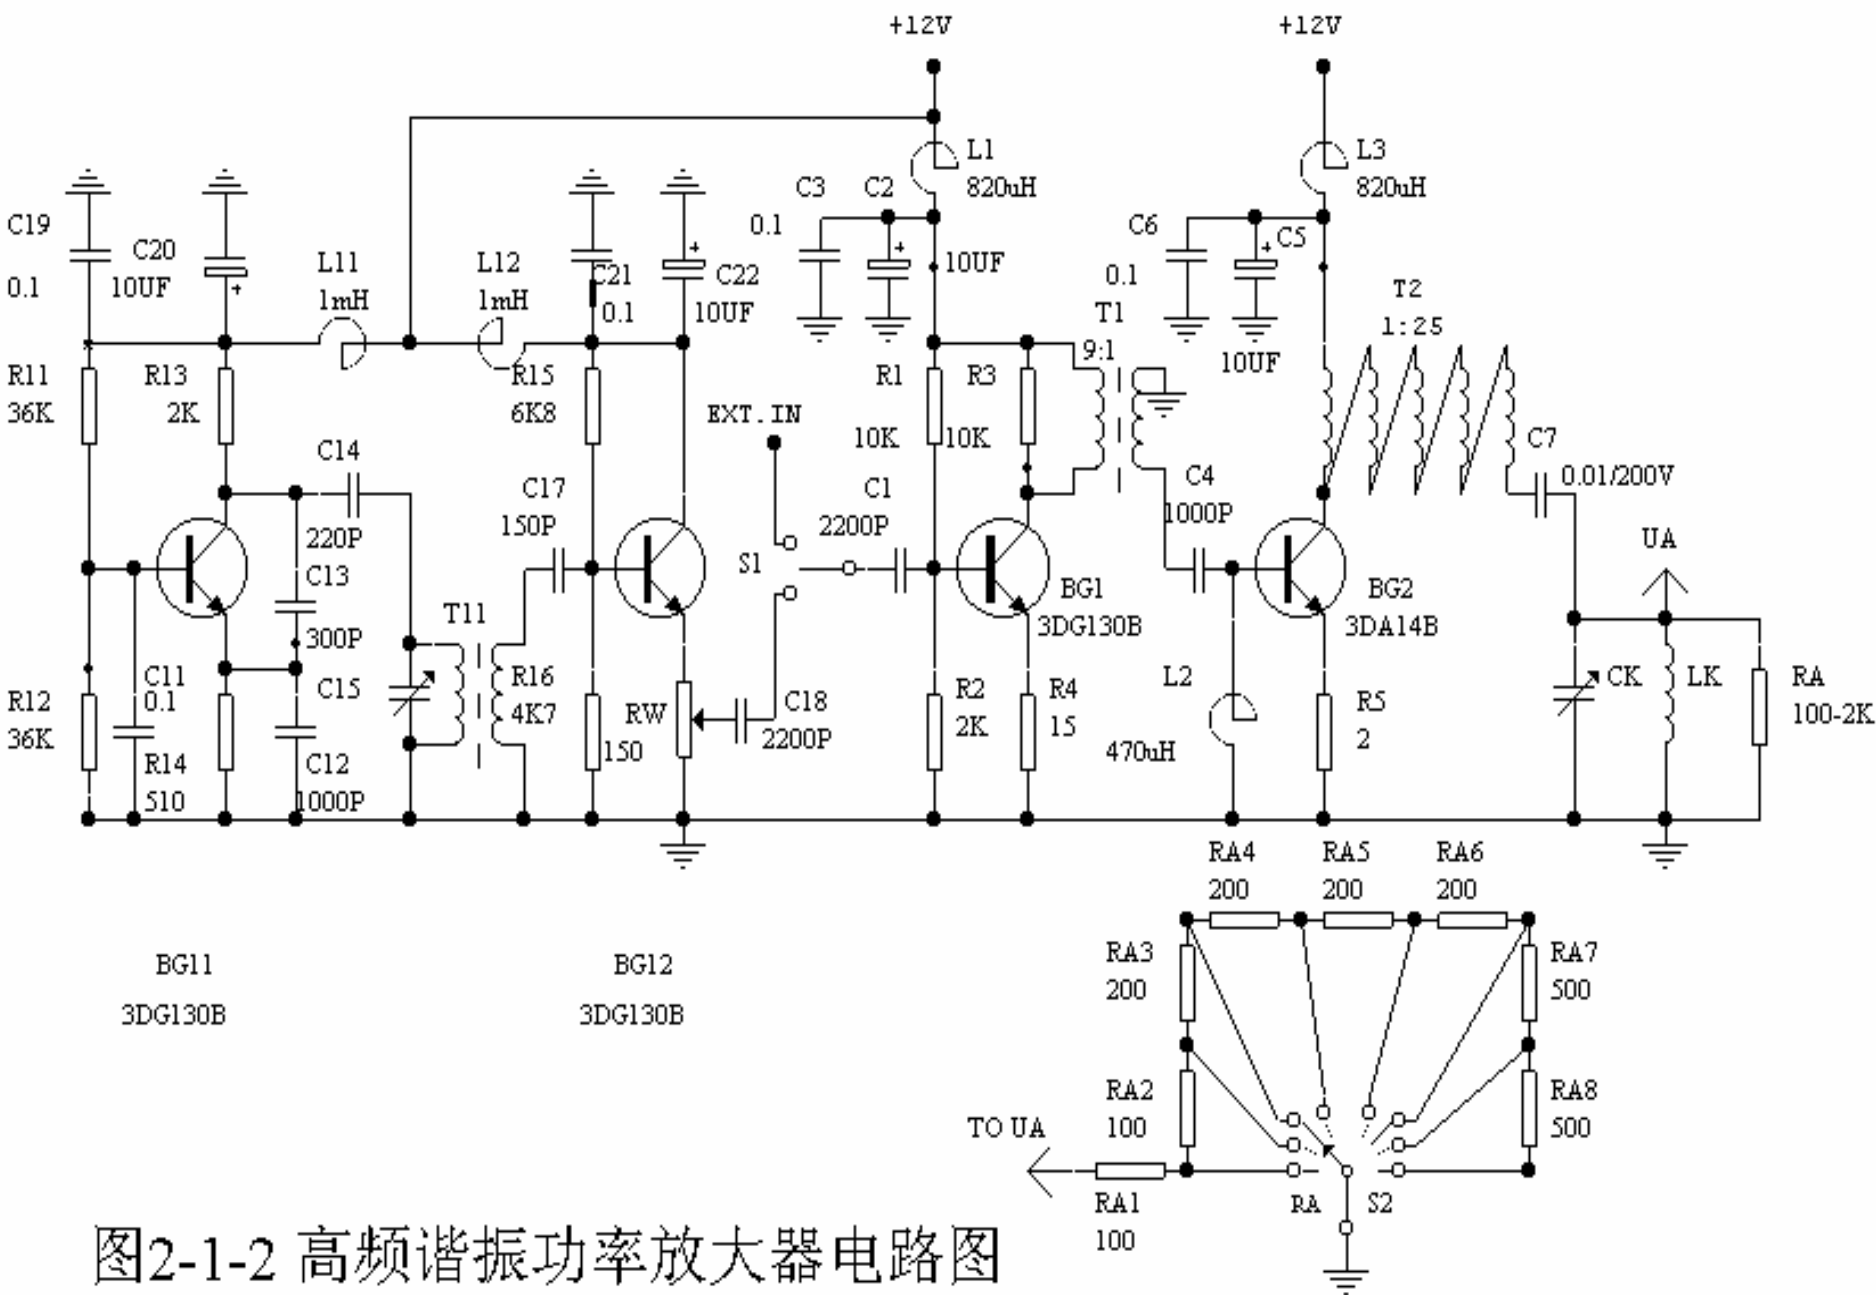 +12V
+12V
L1
820uH
L3
820uH
C3
C2
0.1
10UF
C6
C5
0.1
10UF
C19
0.1
C20
10UF
L11
1mH
L12
1mH
C21
0.1
C22
10UF
T2
1:25
T1
9:1
R11
36K
R13
2K
R15
6K8
R1
10K
R3
10K
EXT.IN
C14
220P
C17
150P
C1
2200P
C4
1000P
C7
0.01/200V
S1
UA
C13
300P
BG1
3DG130B
BG2
3DA14B
T11
C11
0.1
C15
R12
36K
R16
4K7
150
RW
C18
2200P
R2
2K
R4
15
L2
470uH
R5
2
CK
LK
RA
100-2K
R14
510
C12
1000P
RA4
200
RA5
200
RA6
200
BG11
3DG130B
BG12
3DG130B
RA3
200
RA7
500
RA2
100
RA8
500
TO UA
RA1
100
RA
S2
图2-1-2 高频谐振功率放大器电路图